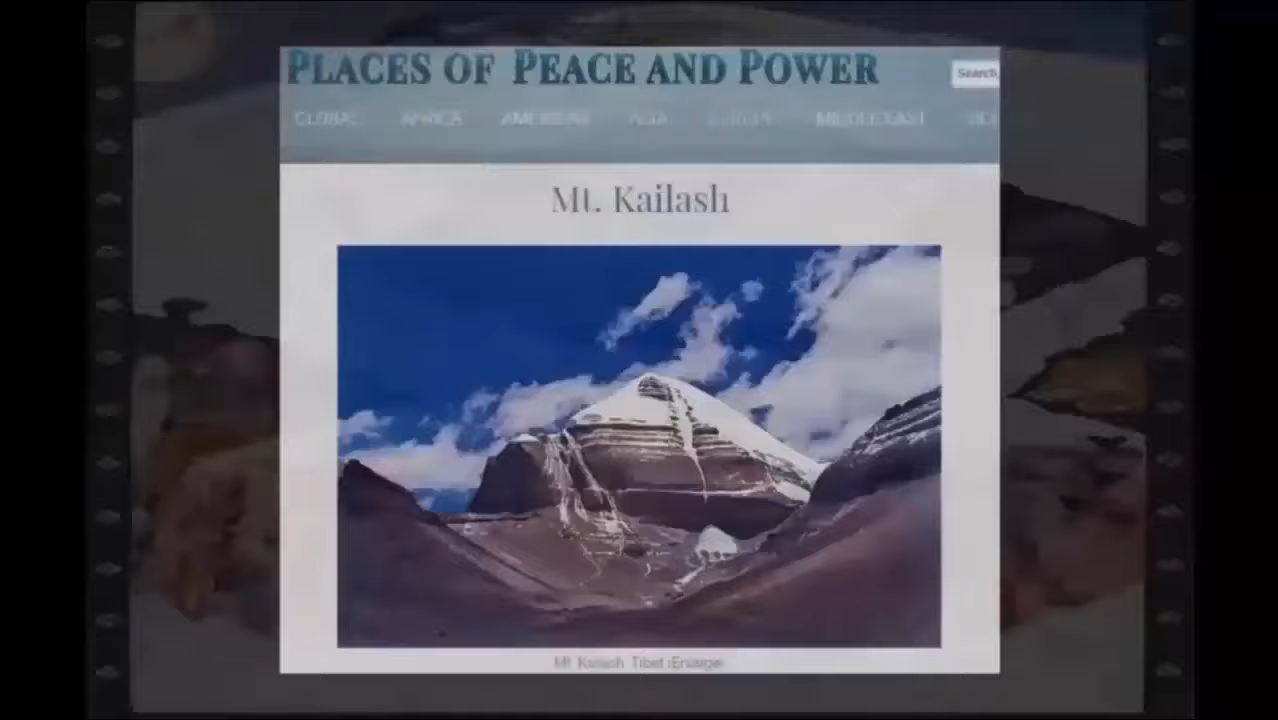 PLACES OF PEACE AND POWER
Search
GLOBAL AFRICA AMERICAS ASIA EUROPE MIDDLE EAST
Mt. Kailash
Mt. Kailash, Tibet (Enlarge)